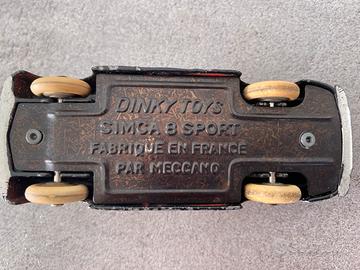 DINKY TOYS
SIMCA 8 SPORT
FABRIQUE EN FRANCE
PAR MECCANO